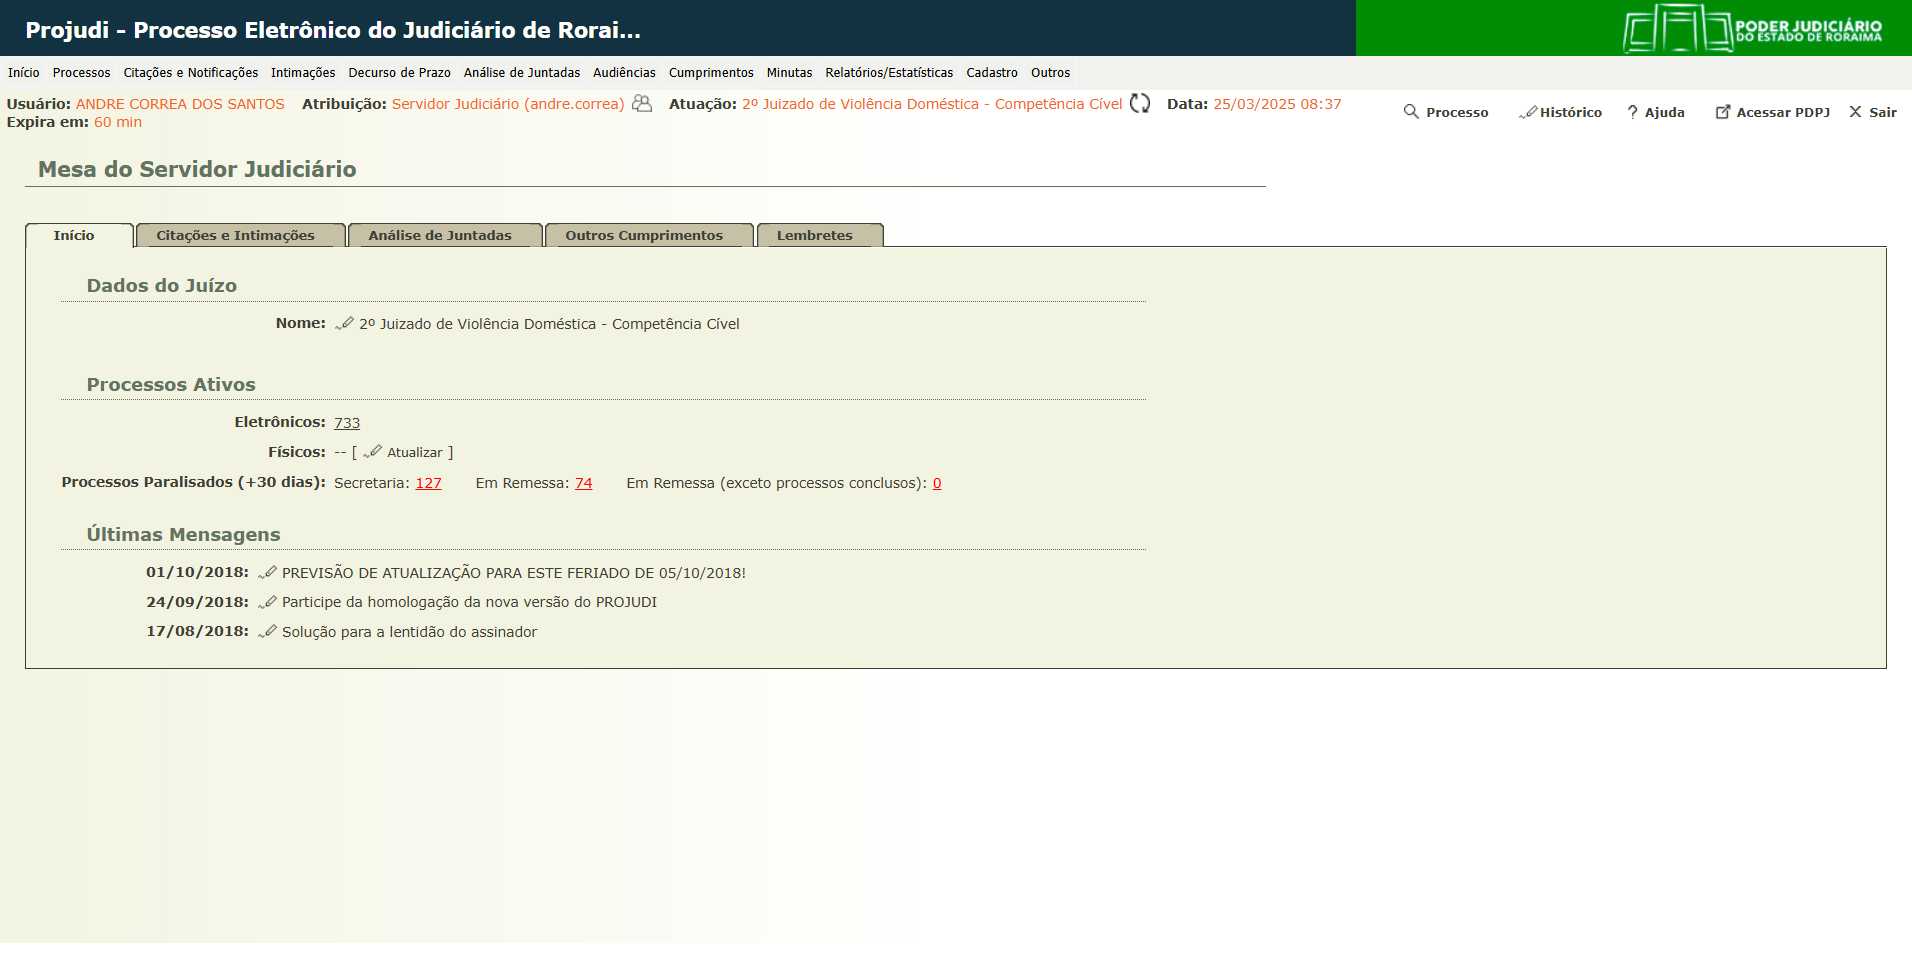 Projudi - Processo Eletrônico do Judiciário de Rorai...
PODER JUDICIÁRIO
DO ESTADO DE RORAIMA
Início Processos Citações e Notificações Intimações Decurso de Prazo Análise de Juntadas Audiências Cumprimentos Minutas Relatórios/Estatísticas Cadastro Outros
Usuário: ANDRE CORREA DOS SANTOS Atribuição: Servidor Judiciário (andre.correa) Atuação: 2º Juizado de Violência Doméstica - Competência Cível Data: 25/03/2025 08:37
Expira em: 60 min
Processo Histórico ? Ajuda Acessar PDPJ X Sair
Mesa do Servidor Judiciário
Início Citações e Intimações Análise de Juntadas Outros Cumprimentos Lembretes
Dados do Juízo
Nome: 2º Juizado de Violência Doméstica - Competência Cível
Processos Ativos
Eletrônicos: 733
Físicos: -- [ Atualizar ]
Processos Paralisados (+30 dias): Secretaria: 127 Em Remessa: 74 Em Remessa (exceto processos conclusos): 0
Últimas Mensagens
01/10/2018: PREVISÃO DE ATUALIZAÇÃO PARA ESTE FERIADO DE 05/10/2018!
24/09/2018: Participe da homologação da nova versão do PROJUDI
17/08/2018: Solução para a lentidão do assinador